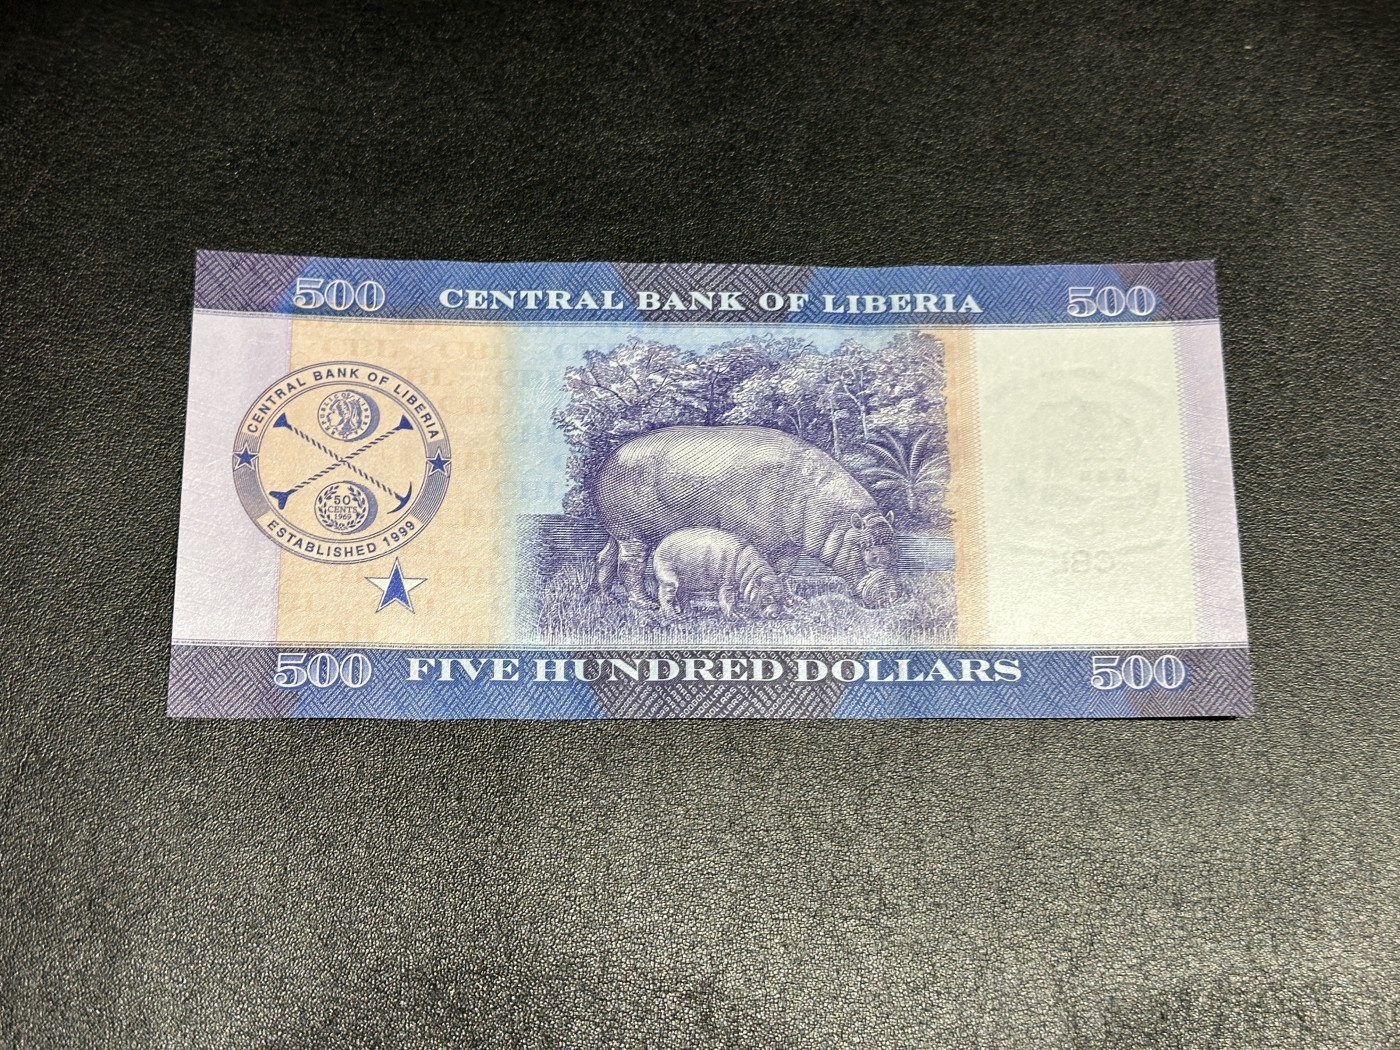 500 CENTRAL BANK OF LIBERIA 500
CENTRAL BANK OF LIBERIA
50
CENTS
1969
ESTABLISHED 1999
CBL
500 FIVE HUNDRED DOLLARS 500